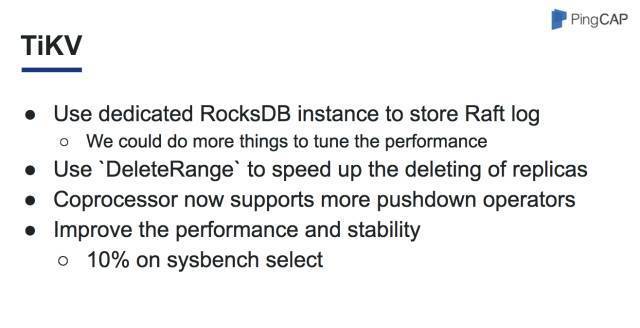 PingCAP
TiKV
● Use dedicated RocksDB instance to store Raft log
○ We could do more things to tune the performance
● Use `DeleteRange` to speed up the deleting of replicas
● Coprocessor now supports more pushdown operators
● Improve the performance and stability
○ 10% on sysbench select